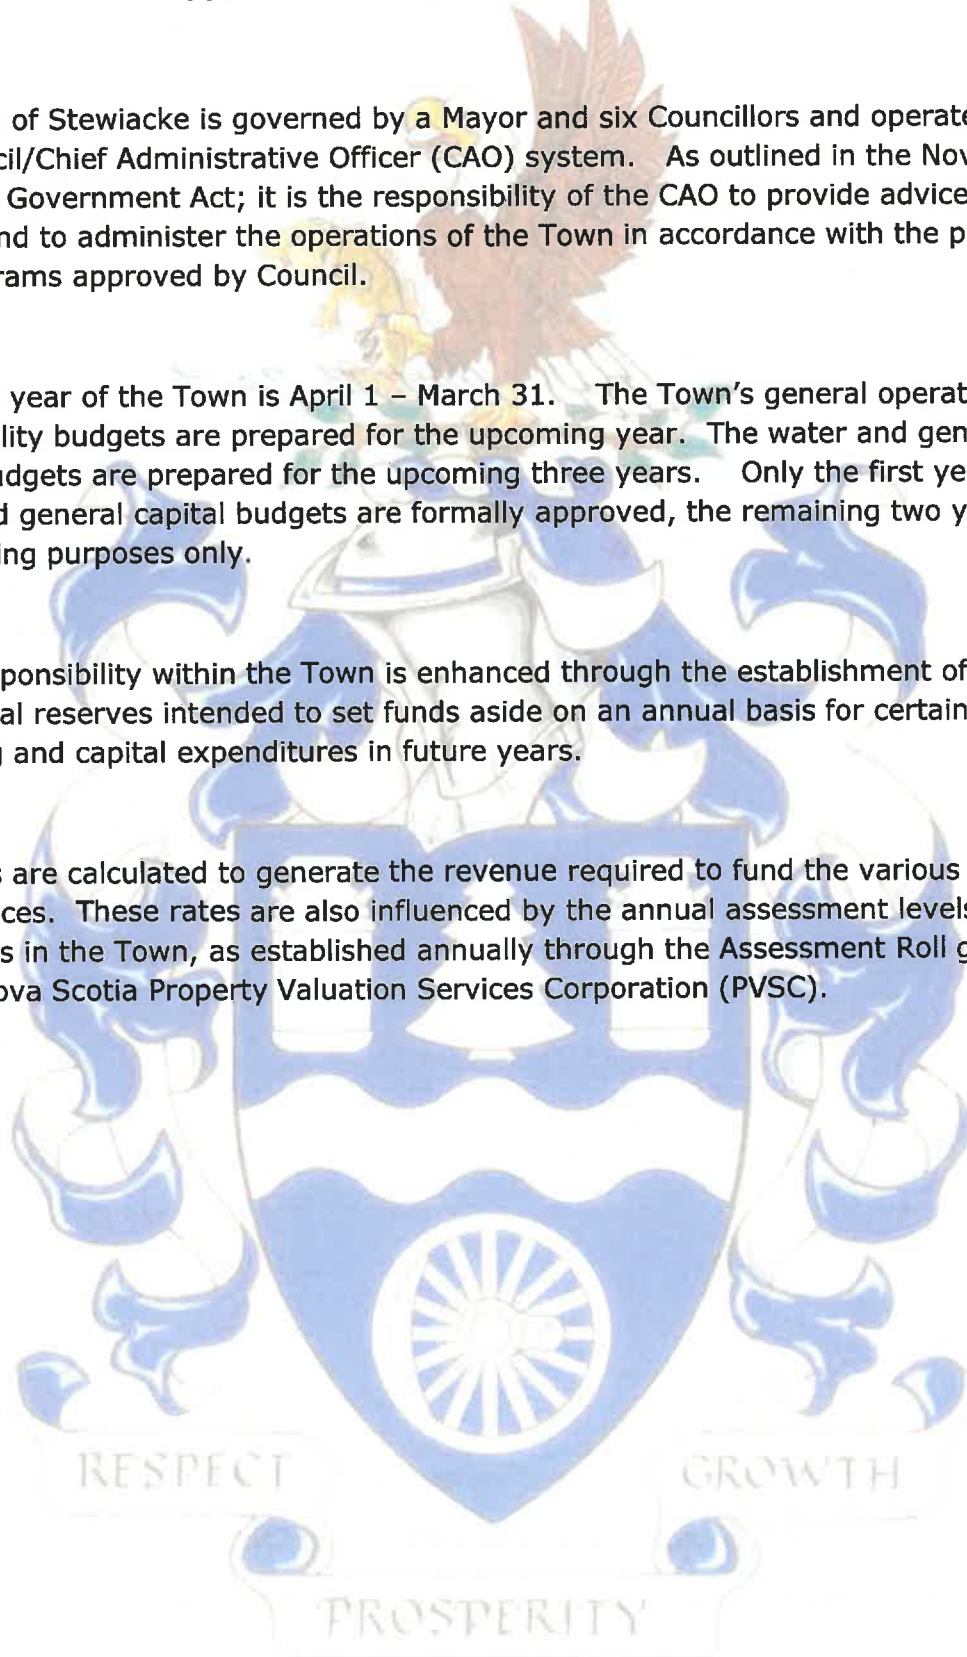 of Stewiacke is governed by a Mayor and six Councillors and operate
cil/Chief Administrative Officer (CAO) system. As outlined in the Nov
Government Act; it is the responsibility of the CAO to provide advice
nd to administer the operations of the Town in accordance with the p
rams approved by Council.
year of the Town is April 1 – March 31. The Town's general operat
lity budgets are prepared for the upcoming year. The water and gen
udgets are prepared for the upcoming three years. Only the first ye
d general capital budgets are formally approved, the remaining two y
ing purposes only.
ponsibility within the Town is enhanced through the establishment of
al reserves intended to set funds aside on an annual basis for certain
g and capital expenditures in future years.
s are calculated to generate the revenue required to fund the various
ces. These rates are also influenced by the annual assessment levels
s in the Town, as established annually through the Assessment Roll g
ova Scotia Property Valuation Services Corporation (PVSC).
RESPECT
GROWTH
PROSPERITY